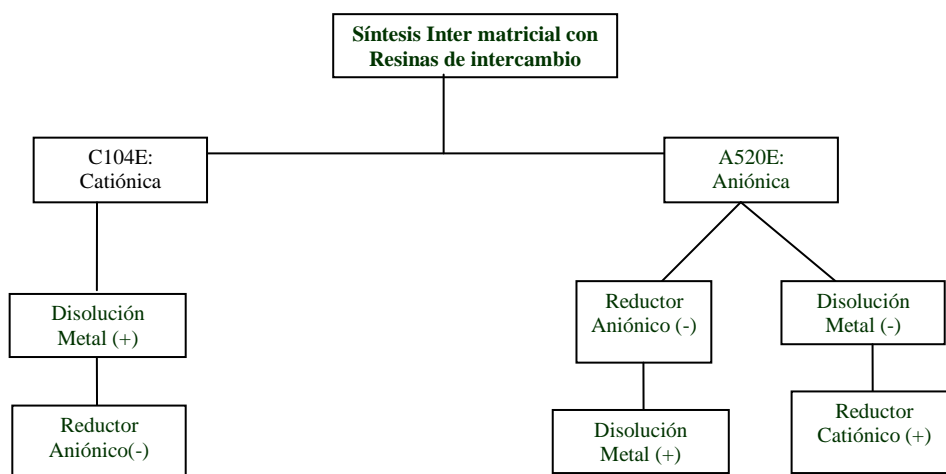 Síntesis Inter matricial con
Resinas de intercambio
C104E:
Catiónica
A520E:
Aniónica
Disolución
Metal (+)
Reductor
Aniónico(-)
Reductor
Aniónico (-)
Disolución
Metal (+)
Disolución
Metal (-)
Reductor
Catiónico (+)